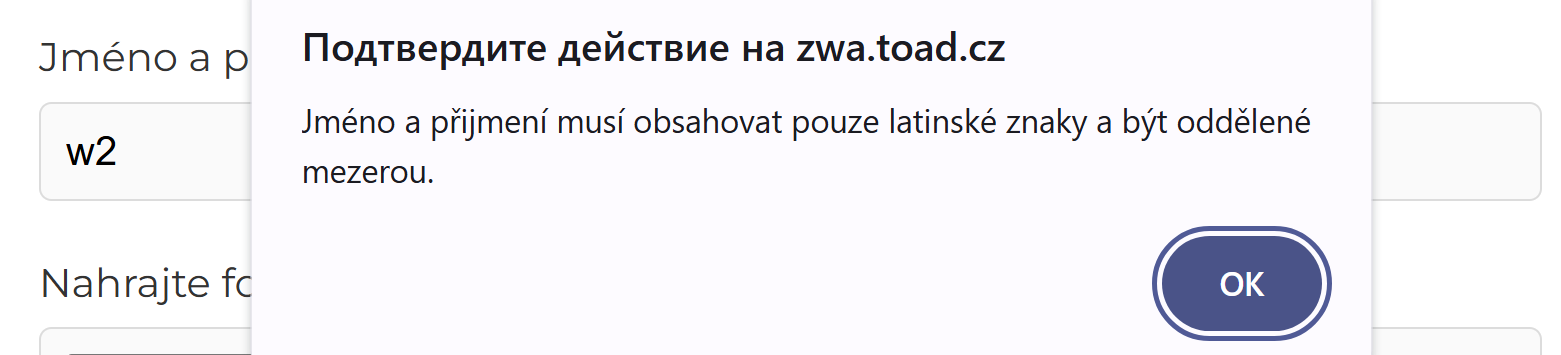 Подтвердите действие на zwa.toad.cz
Jméno a p
Jméno a přijmení musí obsahovat pouze latinské znaky a být oddělené
w2
mezerou.
Nahrajte fo
OK